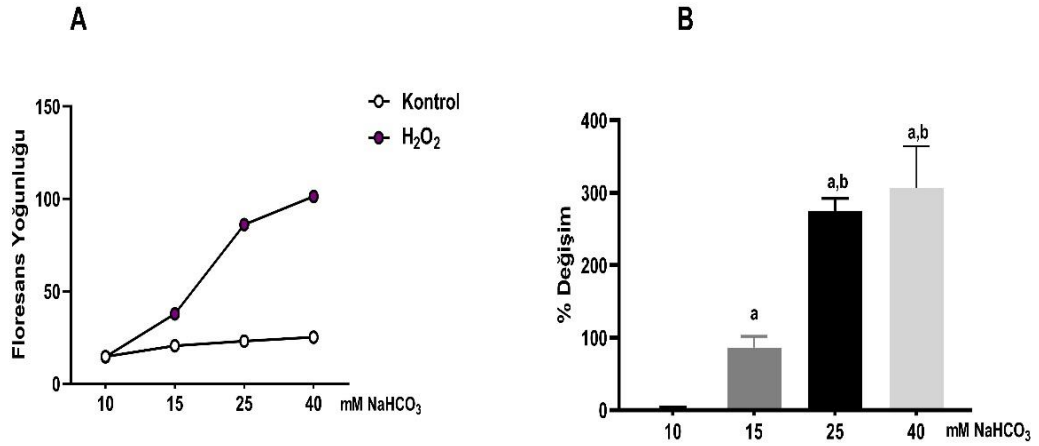 A
Kontrol
H₂O₂
Floresans Yoğunluğu
150
100
50
0
10 15 25 40 mM NaHCO₃
B
% Değişim
400
300
200
100
0
a
a,b
a,b
10 15 25 40 mM NaHCO₃